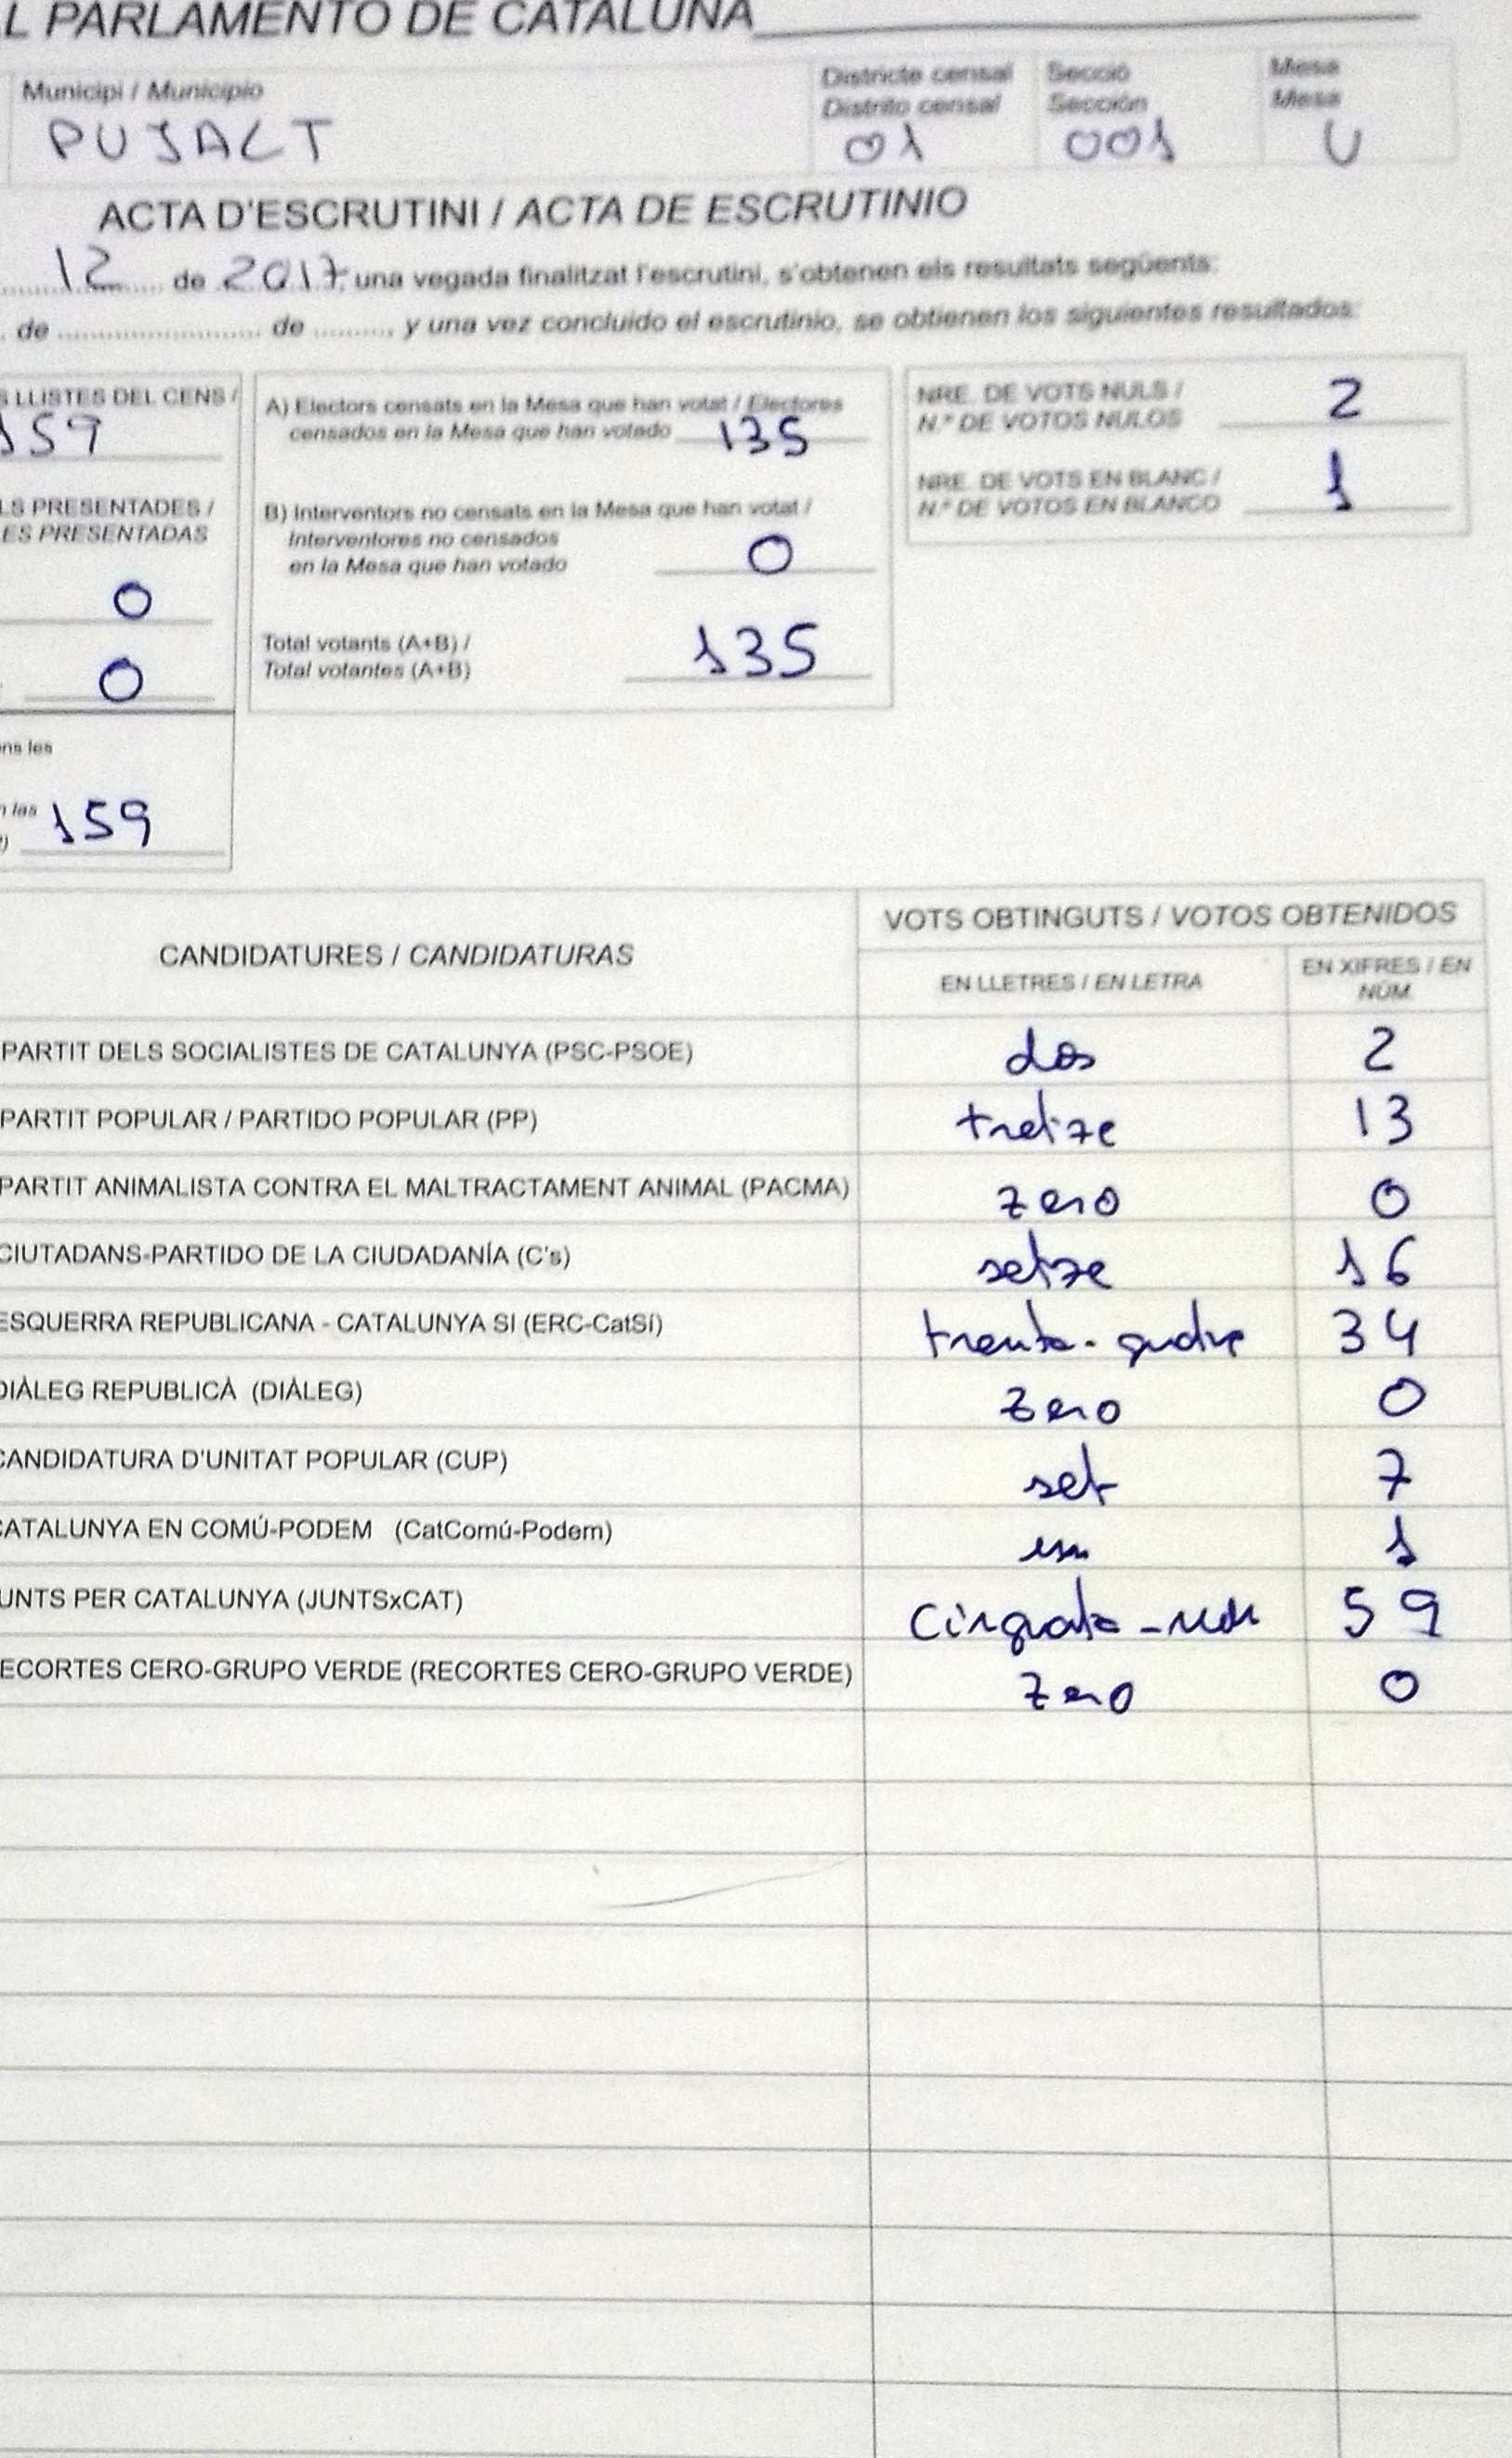 L PARLAMENTO DE CATALUÑA
Municipi / Municipio
Districte censal
Distrito censal
Secció
Sección
Mesa
Mesa
PUJALT
01
001
U
ACTA D'ESCRUTINI / ACTA DE ESCRUTINIO
12 de 2017, una vegada finalitzat l'escrutini, s'obtenen els resultats següents:
. de ........................ de ......... y una vez concluido el escrutinio, se obtienen los siguientes resultados:
S LLISTES DEL CENS /
159
LS PRESENTADES /
ES PRESENTADAS
0
0
ens les
n las
159
A) Electors censats en la Mesa que han votat / Electores
censados en la Mesa que han votado 135
B) Interventors no censats en la Mesa que han votat /
Interventores no censados
en la Mesa que han votado 0
Total votants (A+B) /
Total votantes (A+B) 135
NRE. DE VOTS NULS /
N.º DE VOTOS NULOS 2
NRE. DE VOTS EN BLANC /
N.º DE VOTOS EN BLANCO 1
CANDIDATURES / CANDIDATURAS
VOTS OBTINGUTS / VOTOS OBTENIDOS
EN LLETRES / EN LETRA
EN XIFRES / EN
NÚM.
PARTIT DELS SOCIALISTES DE CATALUNYA (PSC-PSOE) dos 2
PARTIT POPULAR / PARTIDO POPULAR (PP) tretze 13
PARTIT ANIMALISTA CONTRA EL MALTRACTAMENT ANIMAL (PACMA) zero 0
CIUTADANS-PARTIDO DE LA CIUDADANÍA (C's) setze 16
ESQUERRA REPUBLICANA - CATALUNYA SI (ERC-CatSí) trenta-quatre 34
DIÀLEG REPUBLICÀ (DIÀLEG) zero 0
CANDIDATURA D'UNITAT POPULAR (CUP) set 7
CATALUNYA EN COMÚ-PODEM (CatComú-Podem) un 1
UNTS PER CATALUNYA (JUNTSxCAT) Cinquata-nou 59
ECORTES CERO-GRUPO VERDE (RECORTES CERO-GRUPO VERDE) zero 0